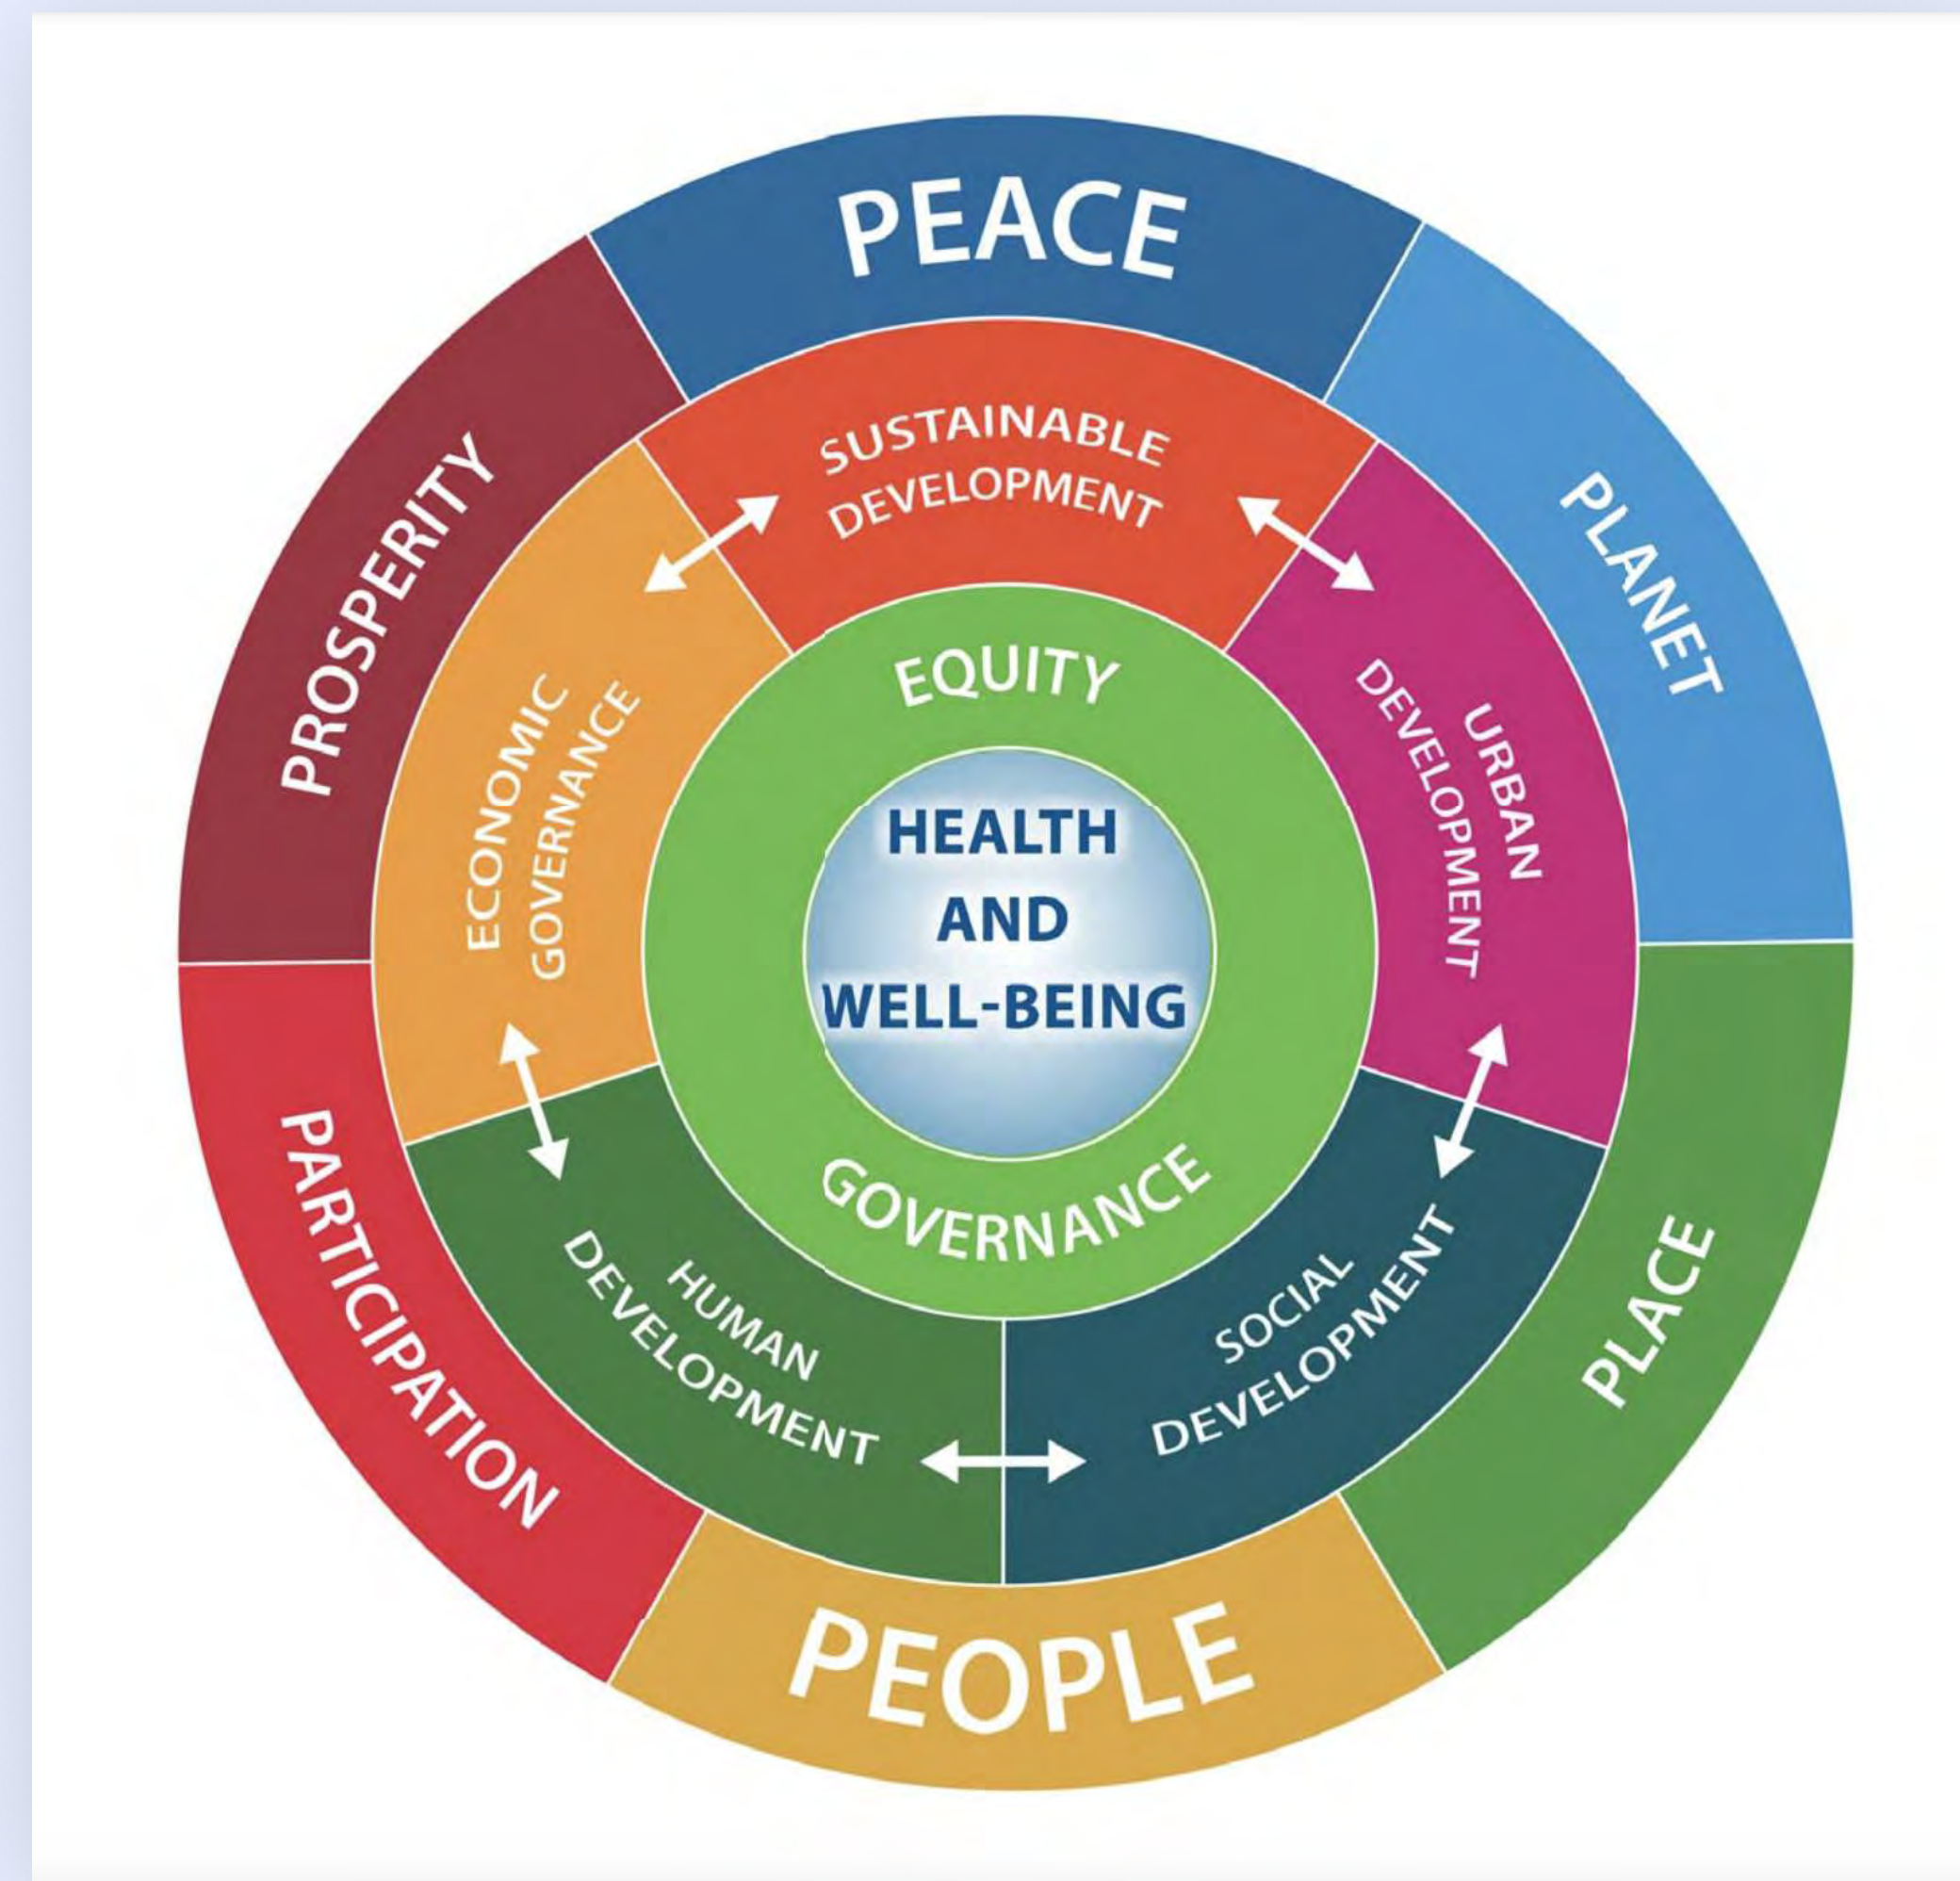 PEACE
PLANET
PLACE
PEOPLE
PARTICIPATION
PROSPERITY
SUSTAINABLE
DEVELOPMENT
URBAN
DEVELOPMENT
SOCIAL
DEVELOPMENT
HUMAN
DEVELOPMENT
ECONOMIC
GOVERNANCE
EQUITY
GOVERNANCE
HEALTH
AND
WELL-BEING